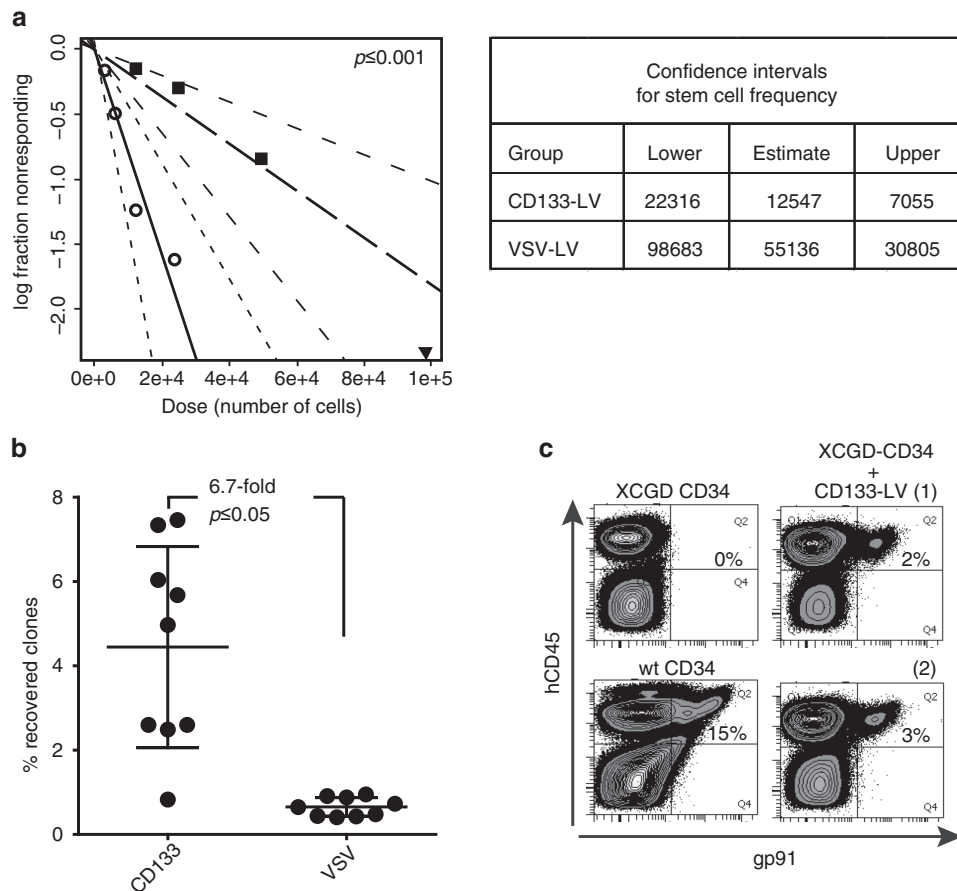 a
p≤0.001
0.0
−0.5
−1.0
−1.5
−2.0
log fraction nonresponding
0e+0 2e+4 4e+4 6e+4 8e+4 1e+5
Dose (number of cells)
Confidence intervals
for stem cell frequency
Group Lower Estimate Upper
CD133-LV 22316 12547 7055
VSV-LV 98683 55136 30805
b
6.7-fold
p≤0.05
8
6
4
2
0
% recovered clones
CD133 VSV
c
XCGD CD34
XCGD-CD34
+
CD133-LV (1)
Q2
0%
Q4
Q1
Q2
2%
Q4
wt CD34
(2)
Q2
15%
Q4
Q1
Q2
3%
Q4
hCD45
gp91